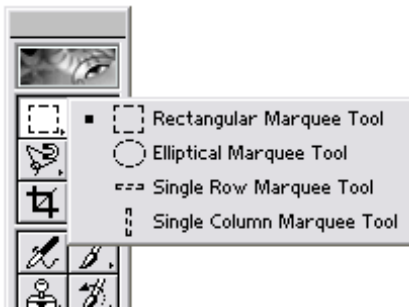 Rectangular Marquee Tool
Elliptical Marquee Tool
Single Row Marquee Tool
Single Column Marquee Tool